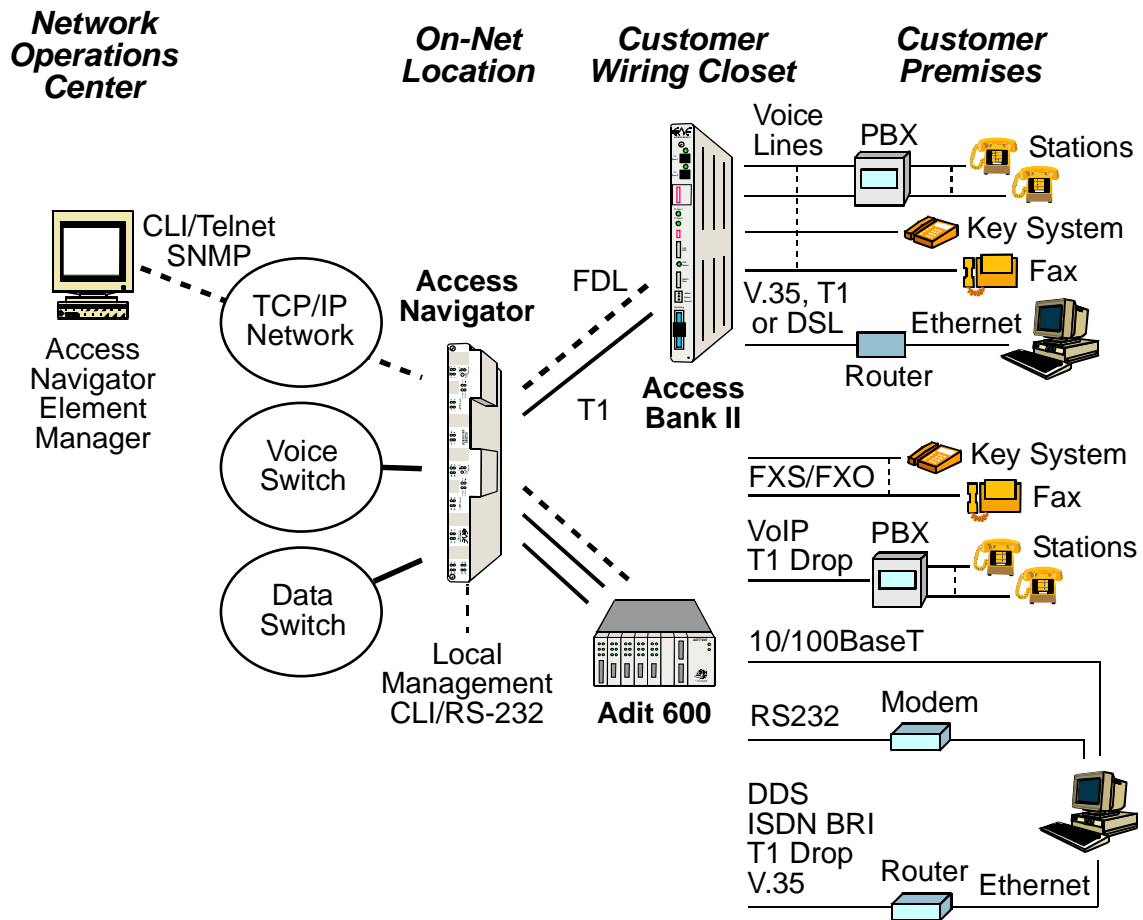 Network
Operations
Center
On-Net
Location
Customer
Wiring Closet
Customer
Premises
Voice
Lines
PBX
Stations
Key System
Fax
CLI/Telnet
SNMP
TCP/IP
Network
Access
Navigator
FDL
V.35, T1
or DSL
Ethernet
Router
Access
Navigator
Element
Manager
T1
Access
Bank II
Voice
Switch
Key System
FXS/FXO
Fax
VoIP
T1 Drop
PBX
Stations
Data
Switch
10/100BaseT
Local
Management
CLI/RS-232
Adit 600
RS232
Modem
DDS
ISDN BRI
T1 Drop
V.35
Router
Ethernet